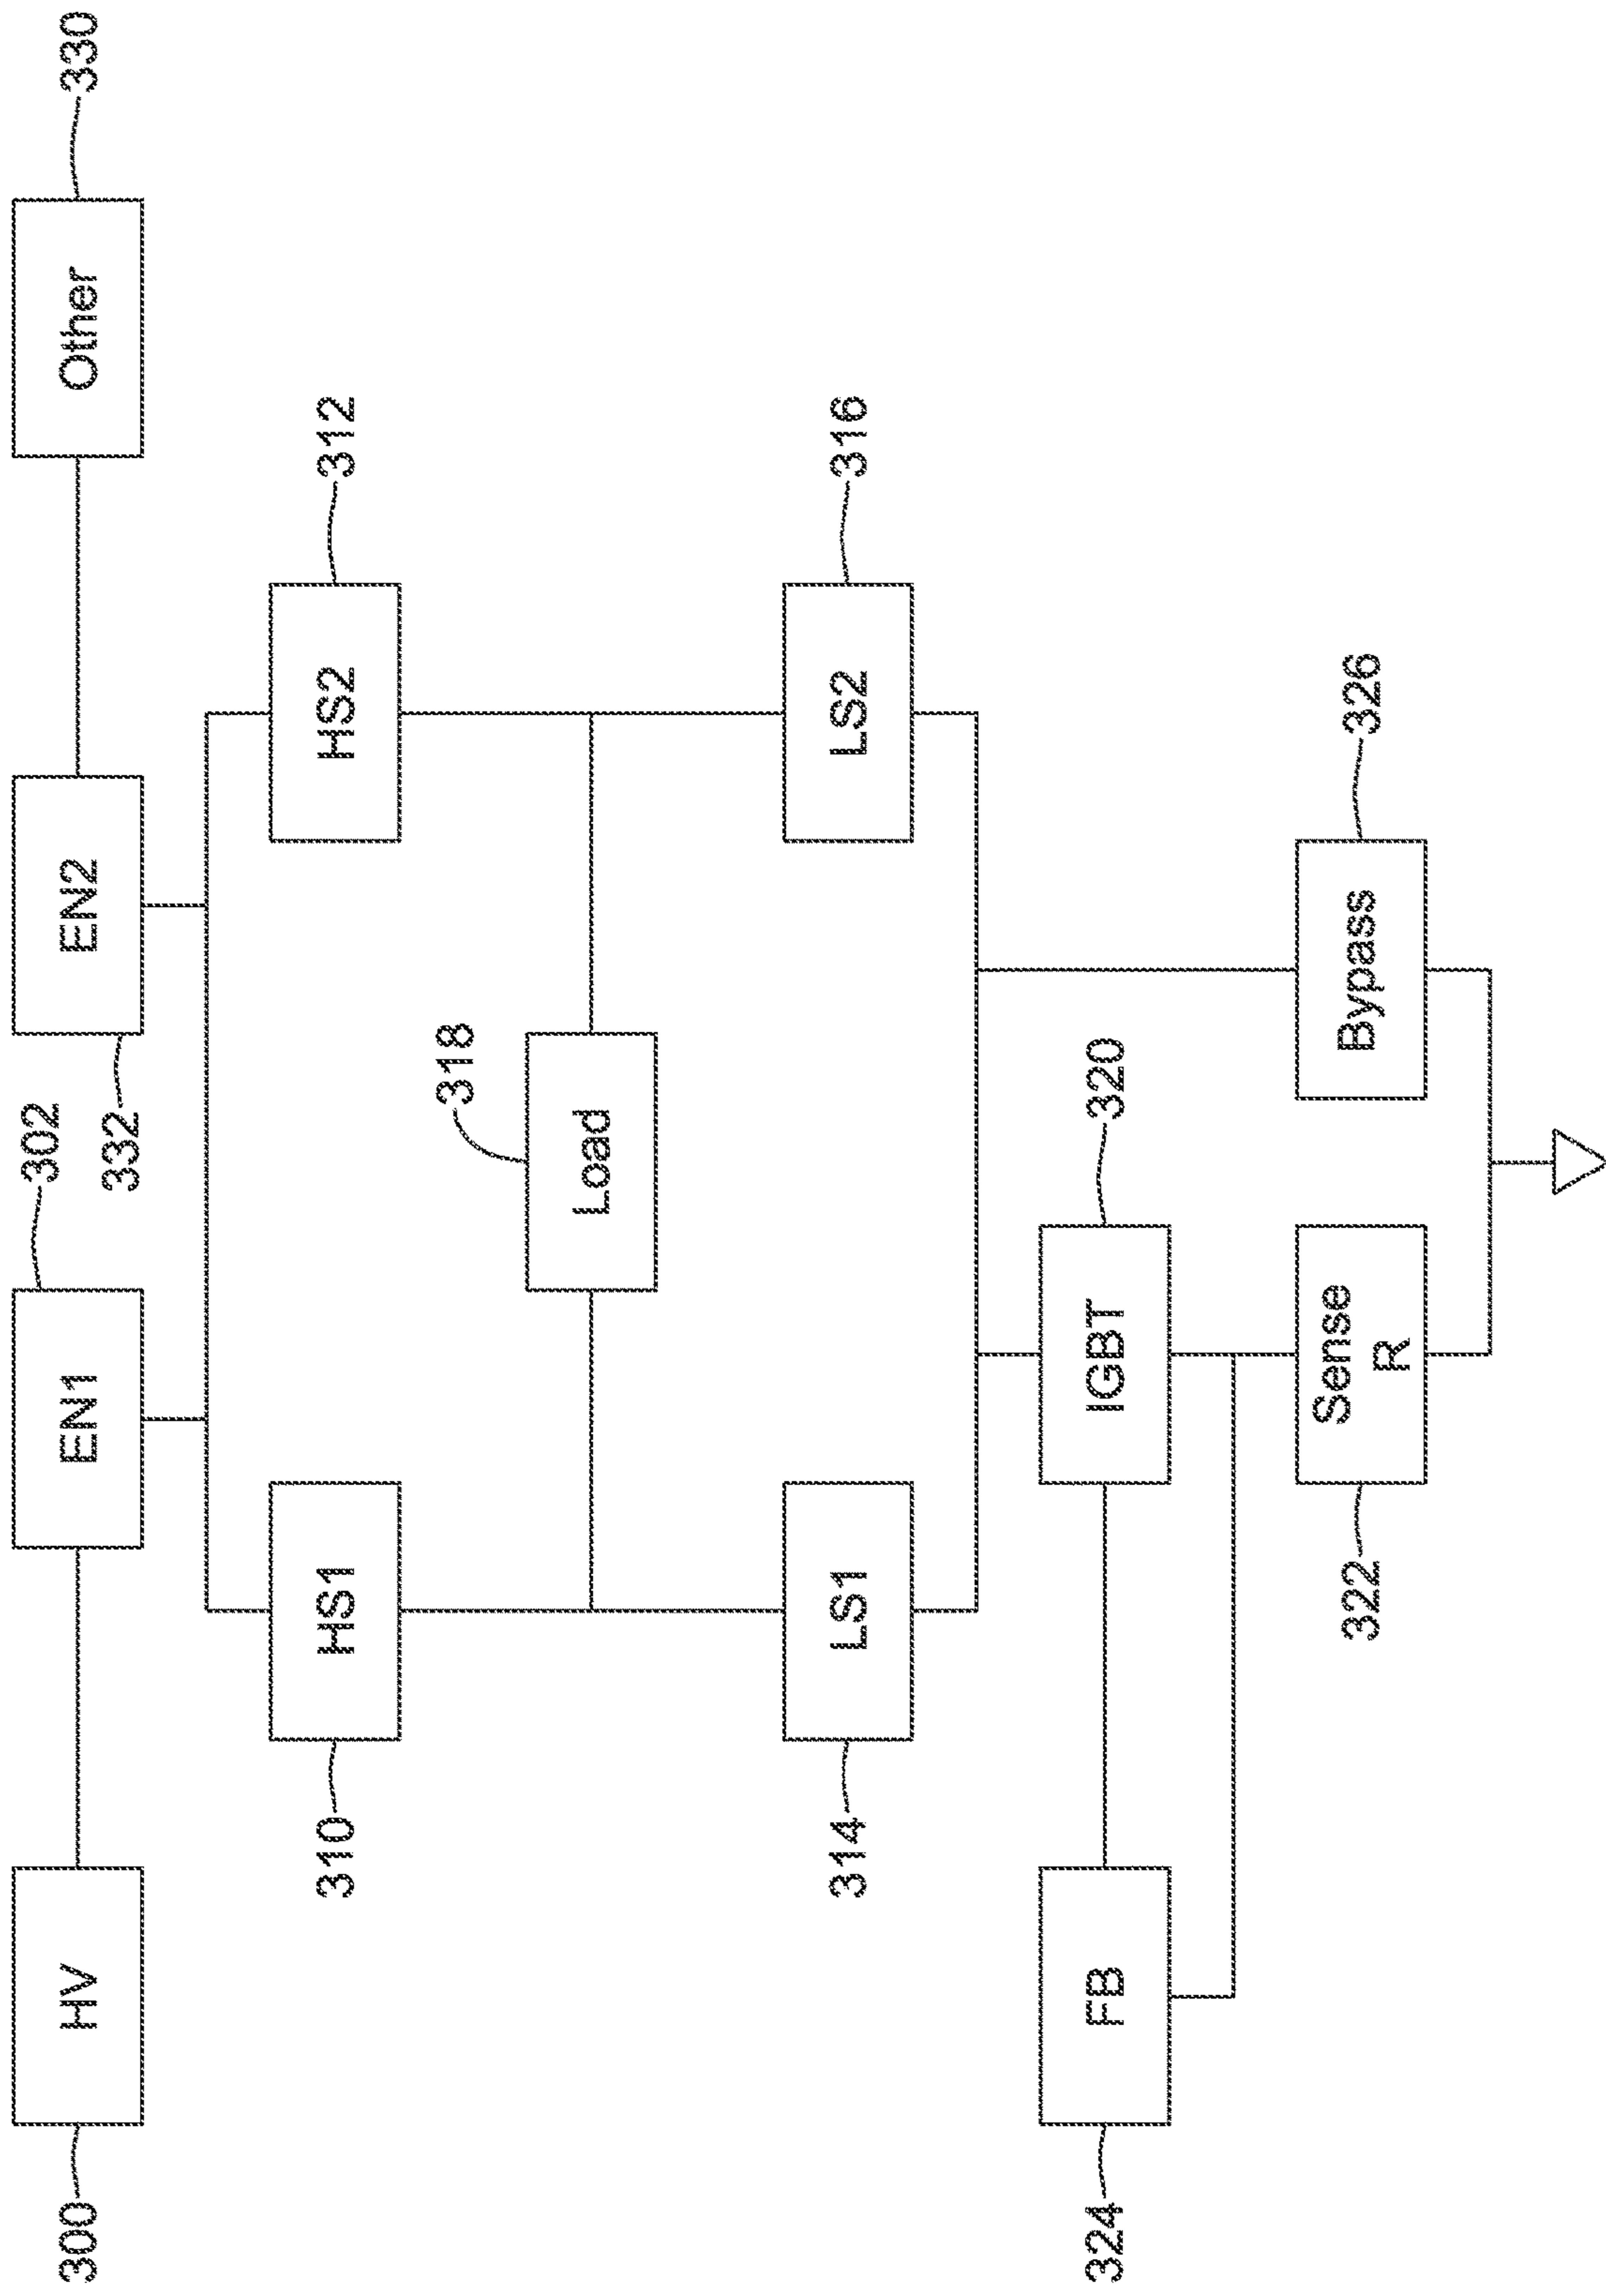 300
HV
302
EN1
332
EN2
Other
330
310
HS1
HS2
312
318
Load
314
LS1
LS2
316
324
FB
IGBT
320
322
Sense
R
Bypass
326